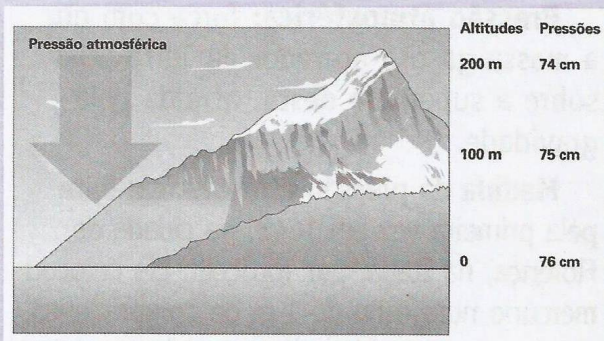 Pressão atmosférica
Altitudes Pressões
200 m 74 cm
100 m 75 cm
0 76 cm